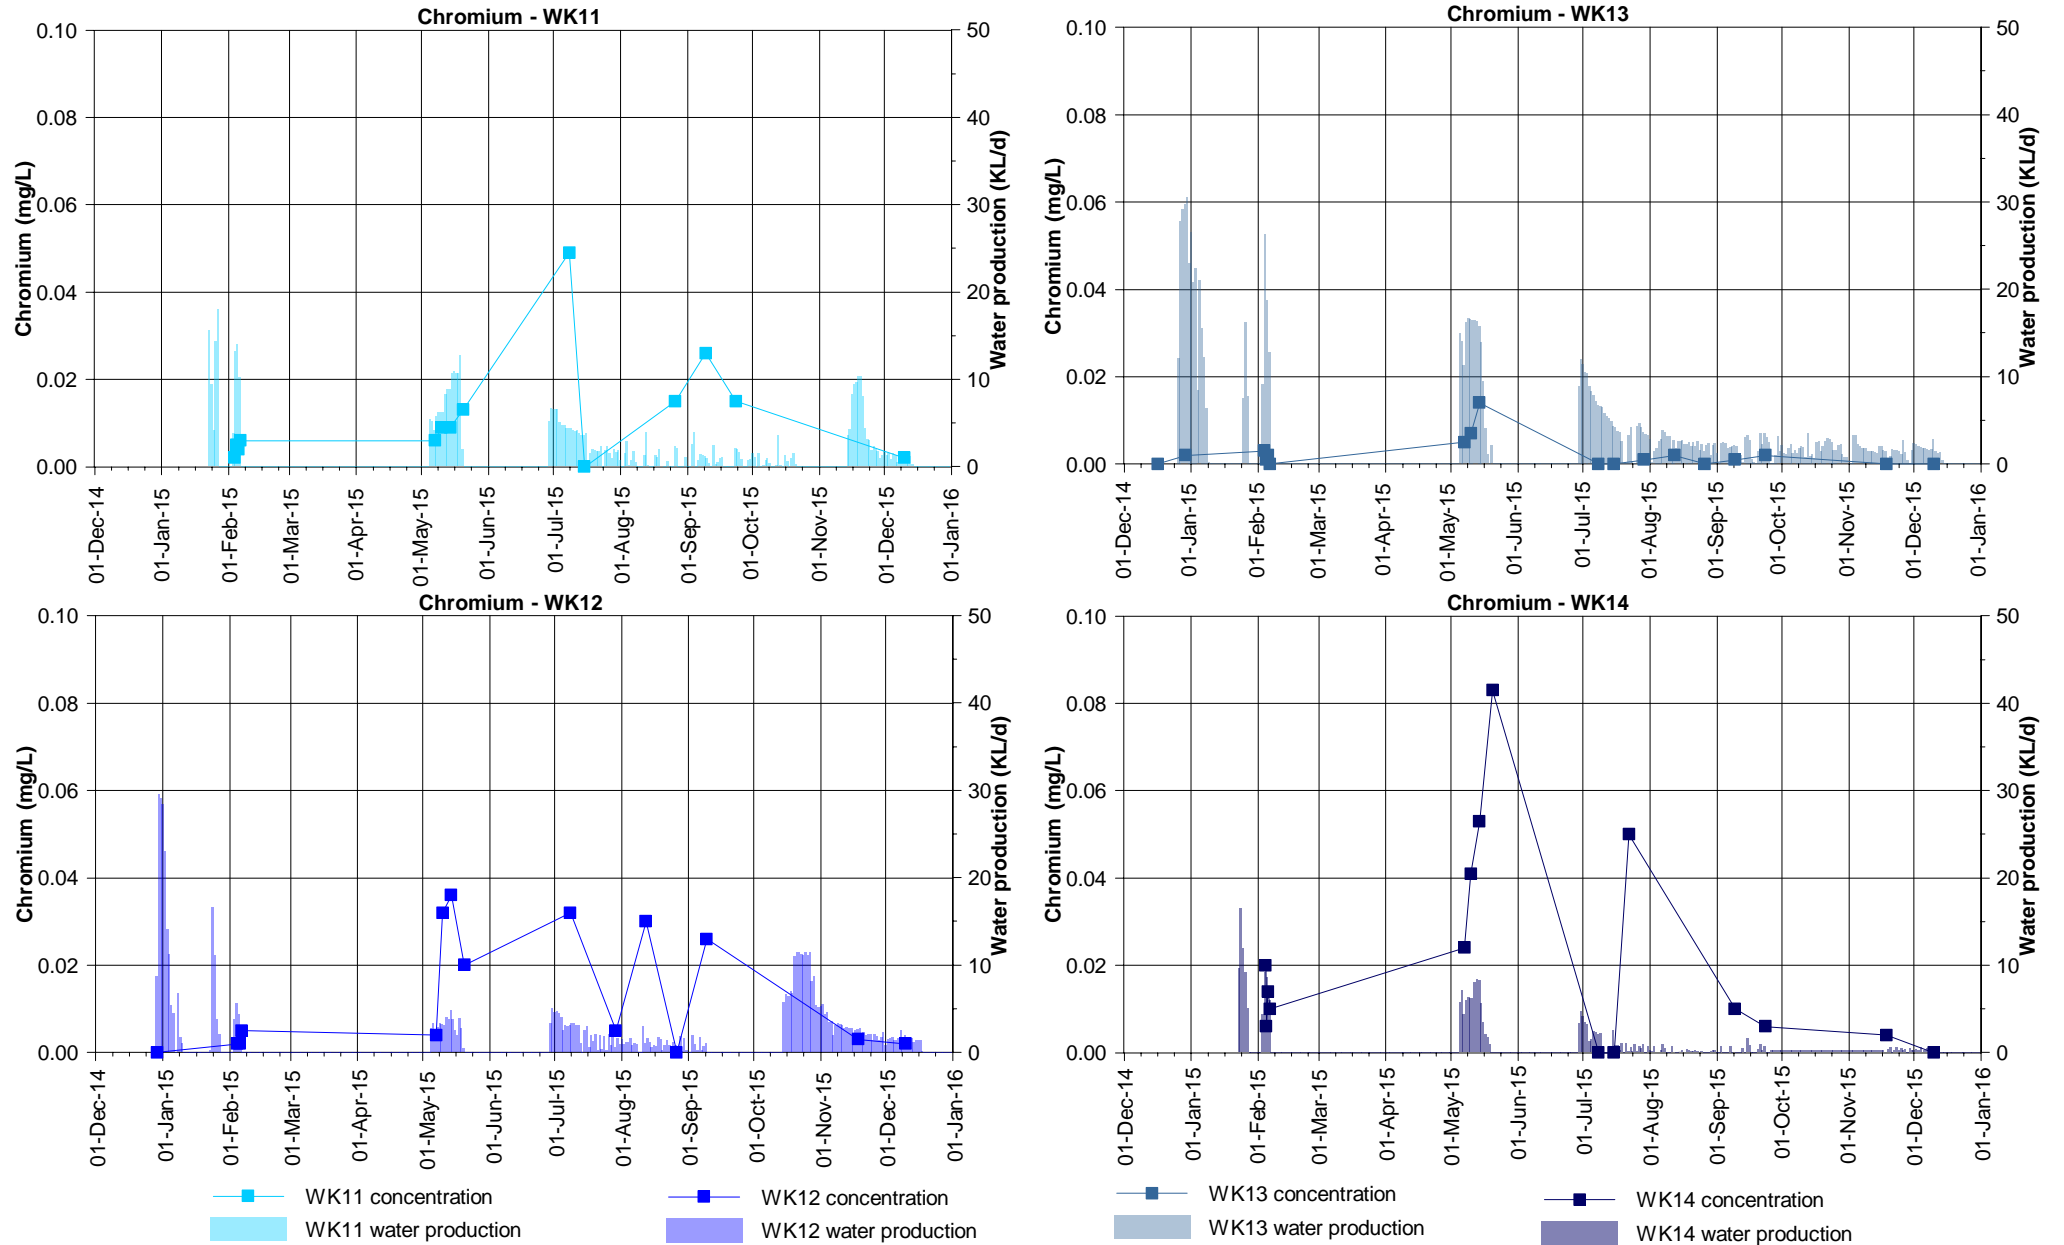 Chromium - WK11
0.10
0.08
0.06
0.04
0.02
0.00
Chromium (mg/L)
50
40
30
20
10
0
Water production (KL/d)
01-Dec-14
01-Jan-15
01-Feb-15
01-Mar-15
01-Apr-15
01-May-15
01-Jun-15
01-Jul-15
01-Aug-15
01-Sep-15
01-Oct-15
01-Nov-15
01-Dec-15
01-Jan-16
Chromium - WK13
0.10
0.08
0.06
0.04
0.02
0.00
Chromium (mg/L)
50
40
30
20
10
0
Water production (KL/d)
01-Dec-14
01-Jan-15
01-Feb-15
01-Mar-15
01-Apr-15
01-May-15
01-Jun-15
01-Jul-15
01-Aug-15
01-Sep-15
01-Oct-15
01-Nov-15
01-Dec-15
01-Jan-16
Chromium - WK12
0.10
0.08
0.06
0.04
0.02
0.00
Chromium (mg/L)
50
40
30
20
10
0
Water production (KL/d)
01-Dec-14
01-Jan-15
01-Feb-15
01-Mar-15
01-Apr-15
01-May-15
01-Jun-15
01-Jul-15
01-Aug-15
01-Sep-15
01-Oct-15
01-Nov-15
01-Dec-15
01-Jan-16
Chromium - WK14
0.10
0.08
0.06
0.04
0.02
0.00
Chromium (mg/L)
50
40
30
20
10
0
Water production (KL/d)
01-Dec-14
01-Jan-15
01-Feb-15
01-Mar-15
01-Apr-15
01-May-15
01-Jun-15
01-Jul-15
01-Aug-15
01-Sep-15
01-Oct-15
01-Nov-15
01-Dec-15
01-Jan-16
WK11 concentration
WK11 water production
WK12 concentration
WK12 water production
WK13 concentration
WK13 water production
WK14 concentration
WK14 water production